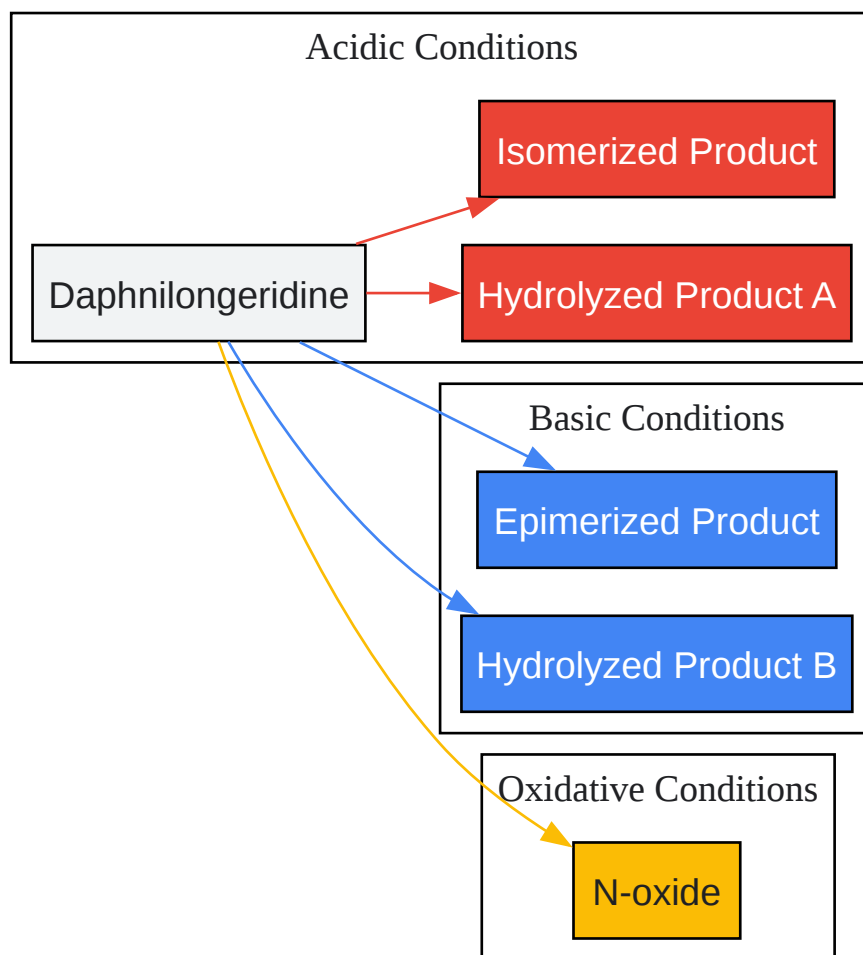 Acidic Conditions
Isomerized Product
Daphnilongeridine
Hydrolyzed Product A
Basic Conditions
Epimerized Product
Hydrolyzed Product B
Oxidative Conditions
N-oxide